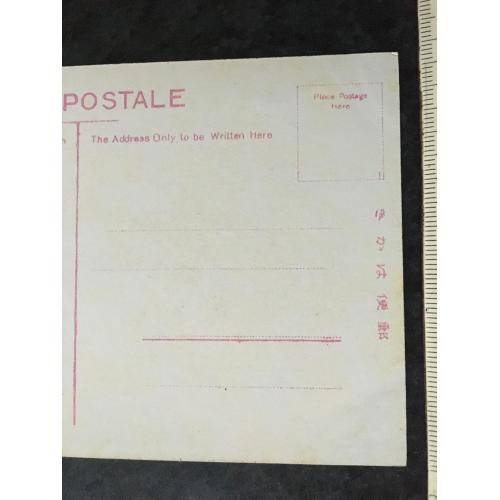 POSTALE
n
The Address Only to be Written Here
Place Postage
Here
きかは便郵